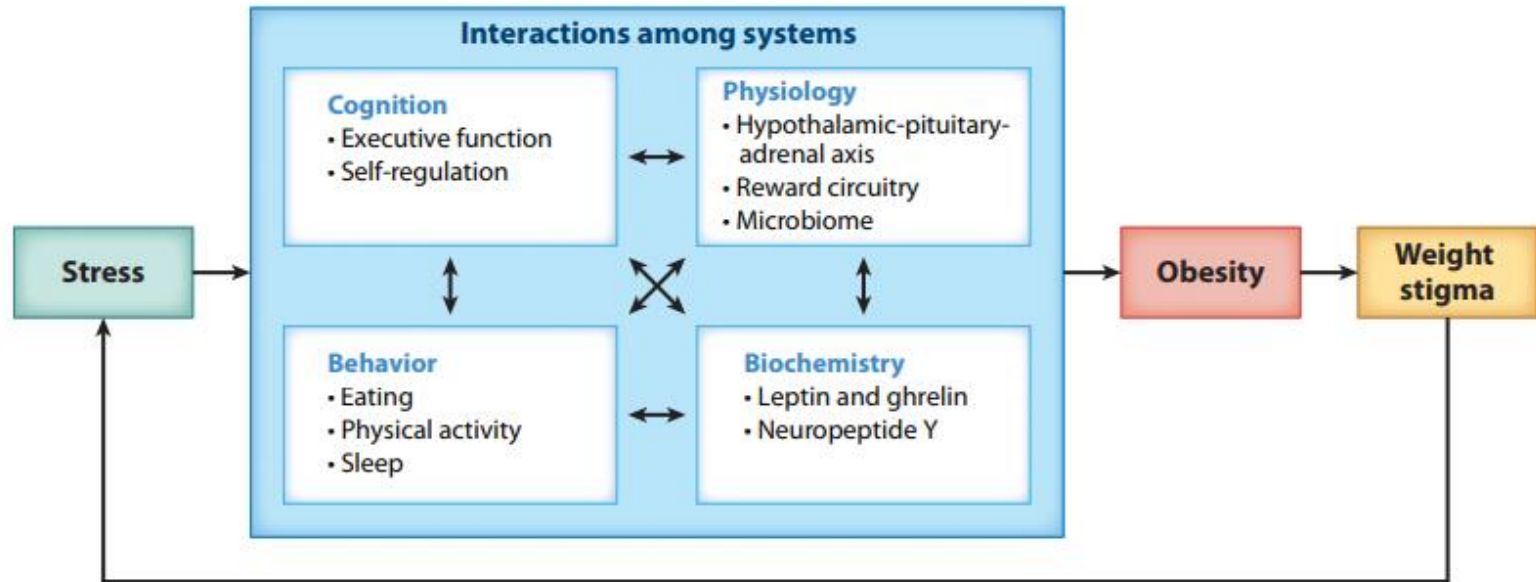 Interactions among systems
Cognition
• Executive function
• Self-regulation
Physiology
• Hypothalamic-pituitary-
adrenal axis
• Reward circuitry
• Microbiome
Stress
Obesity
Weight
stigma
Behavior
• Eating
• Physical activity
• Sleep
Biochemistry
• Leptin and ghrelin
• Neuropeptide Y